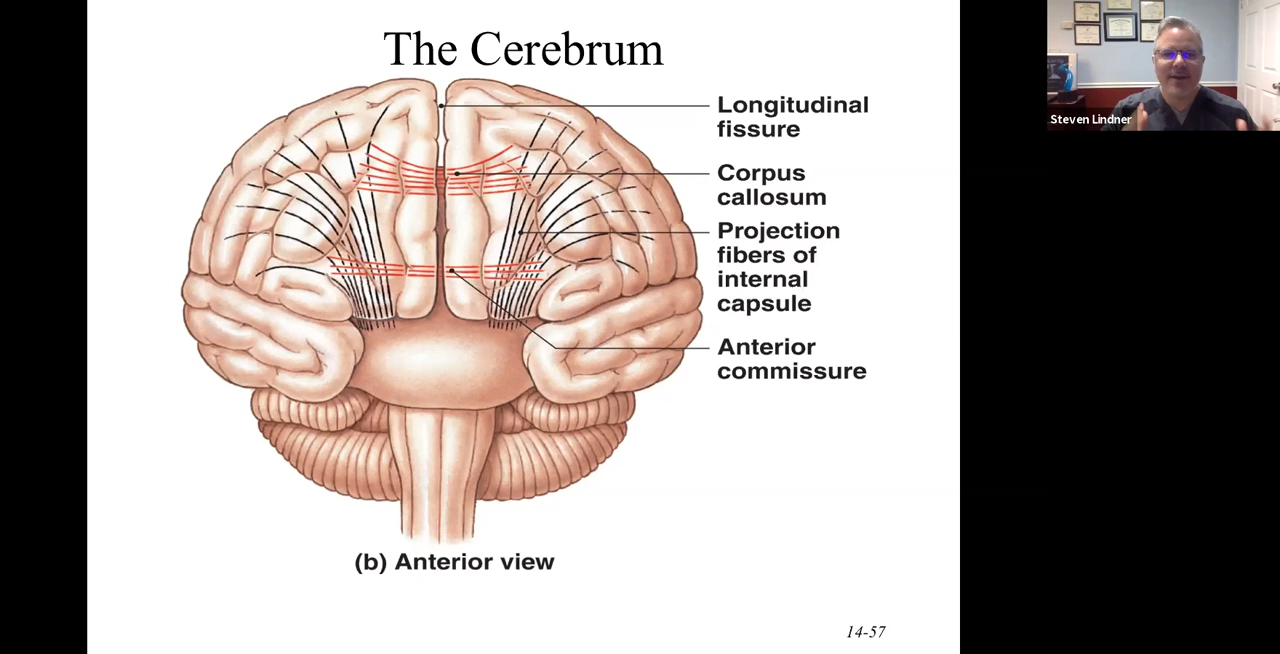 The Cerebrum
Longitudinal
fissure
Corpus
callosum
Projection
fibers of
internal
capsule
Anterior
commissure
(b) Anterior view
14-57
Steven Lindner